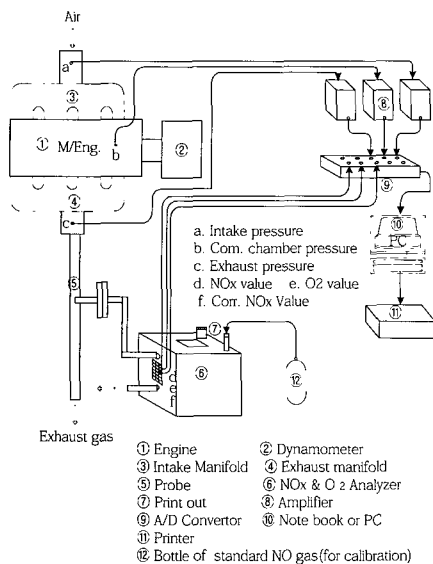 Air
a
③
① M/Eng.
b
②
⑧
④
c
⑨
⑩
PC
a. Intake pressure
b. Com. chamber pressure
c. Exhaust pressure
d. NOx value e. O2 value
f. Corr. NOx Value
⑤
⑪
⑦
d
e
f
⑥
⑫
Exhaust gas
① Engine ② Dynamometer
③ Intake Manifold ④ Exhaust manifold
⑤ Probe ⑥ NOx & O 2 Analyzer
⑦ Print out ⑧ Amplifier
⑨ A/D Convertor ⑩ Note book or PC
⑪ Printer
⑫ Bottle of standard NO gas(for calibration)